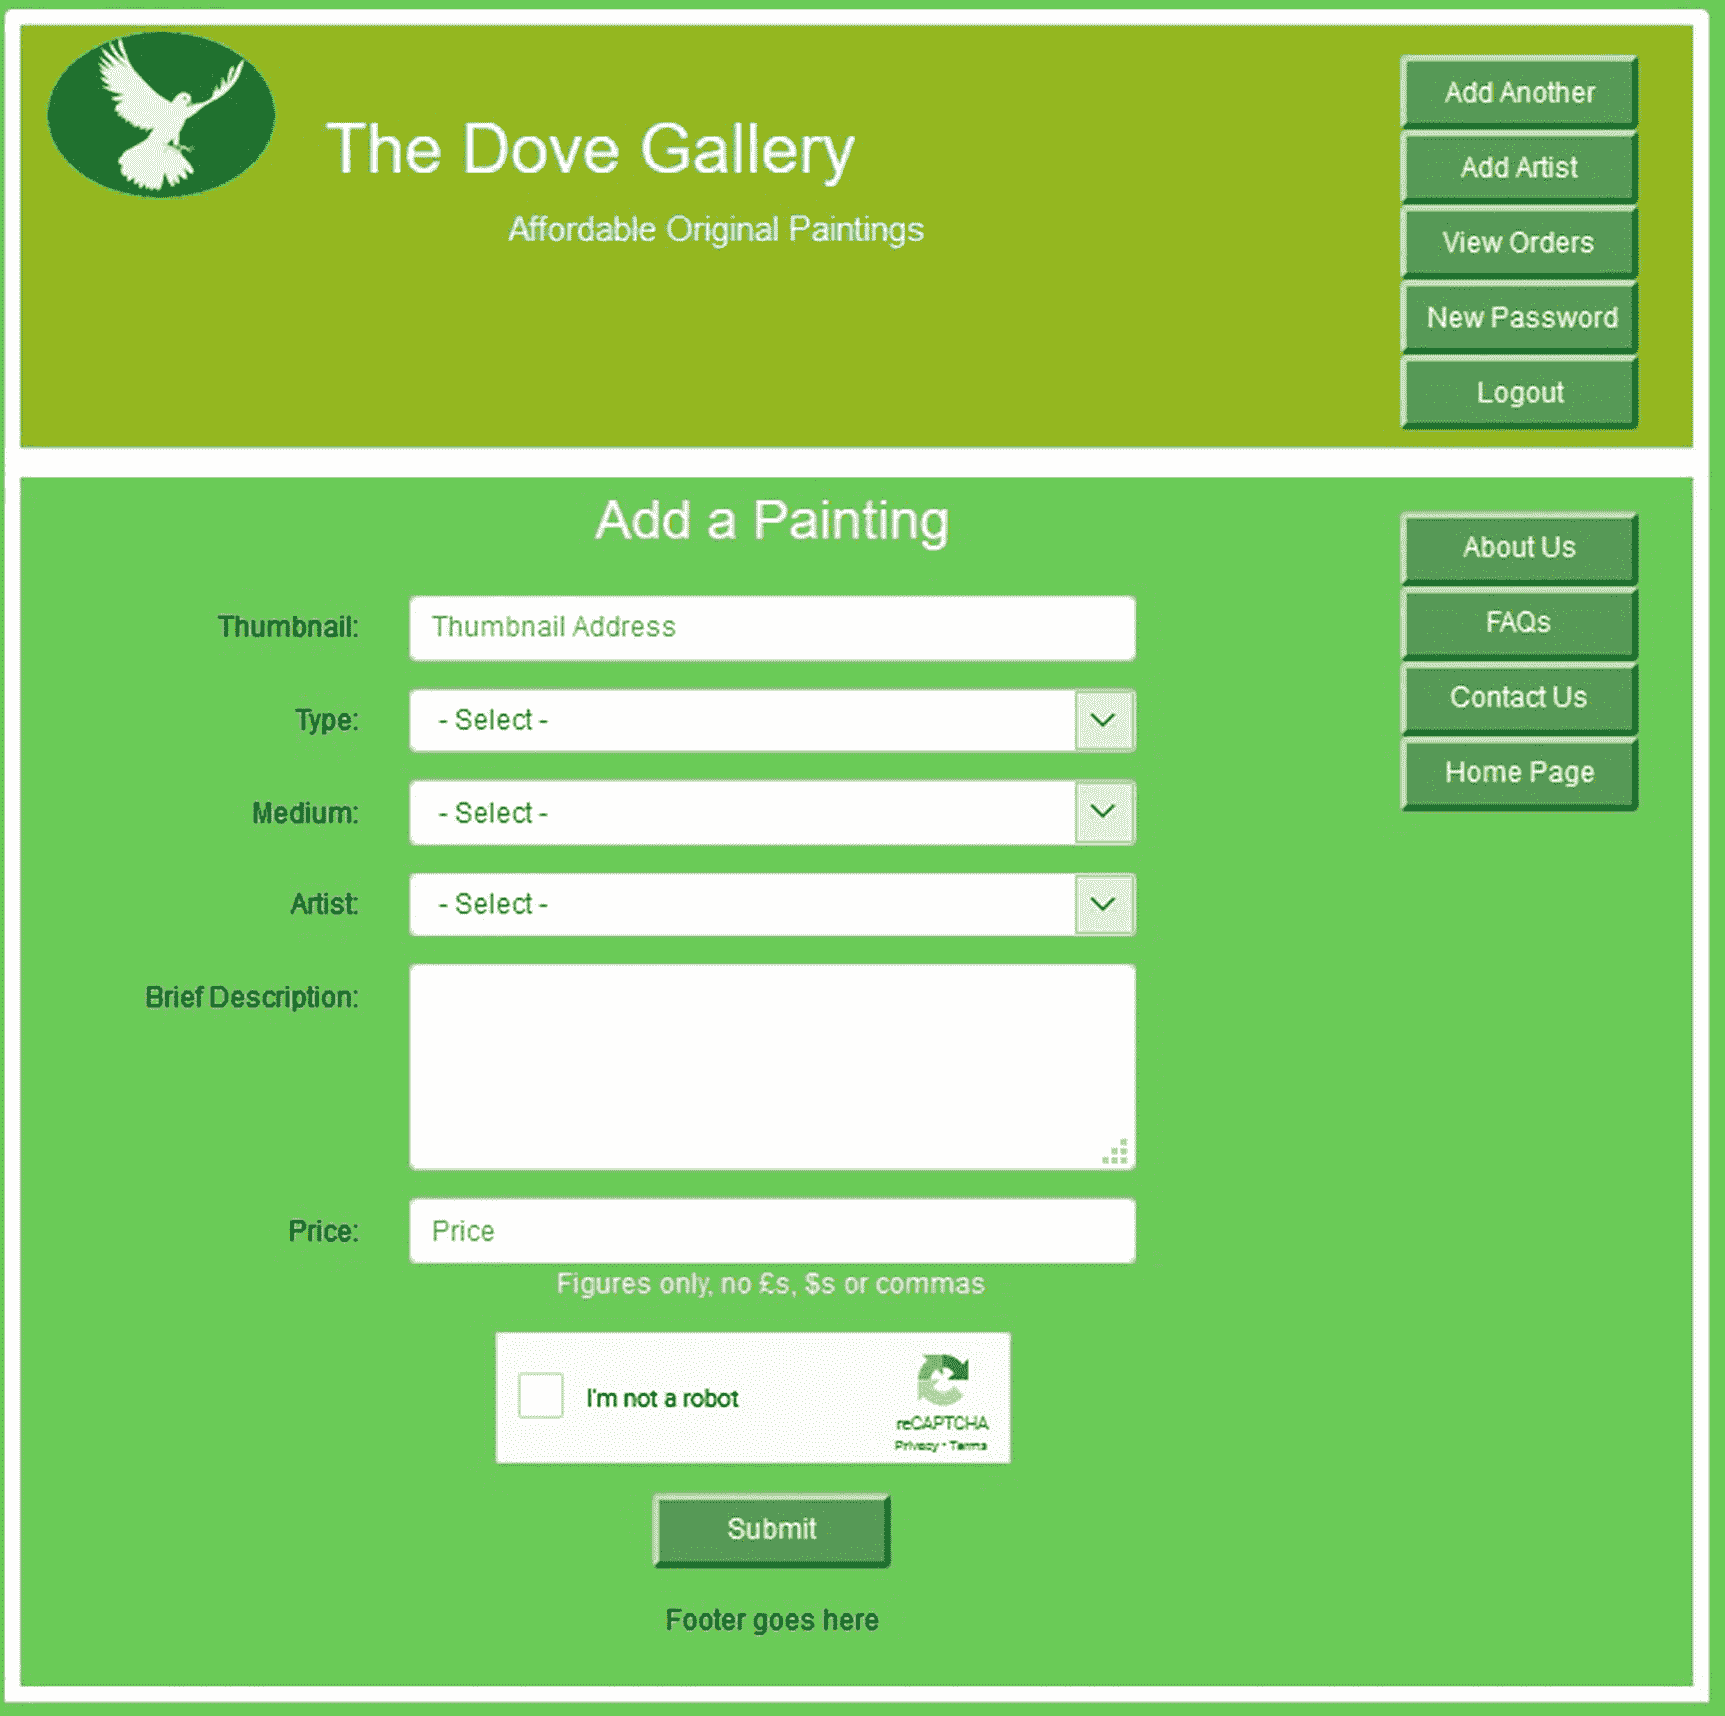 The Dove Gallery
Affordable Original Paintings
Add Another
Add Artist
View Orders
New Password
Logout
Add a Painting
Thumbnail: Thumbnail Address
Type: - Select -
Medium: - Select -
Artist: - Select -
Brief Description:
Price: Price
Figures only, no £s, $s or commas
I'm not a robot
reCAPTCHA
Privacy - Terms
Submit
Footer goes here
About Us
FAQs
Contact Us
Home Page